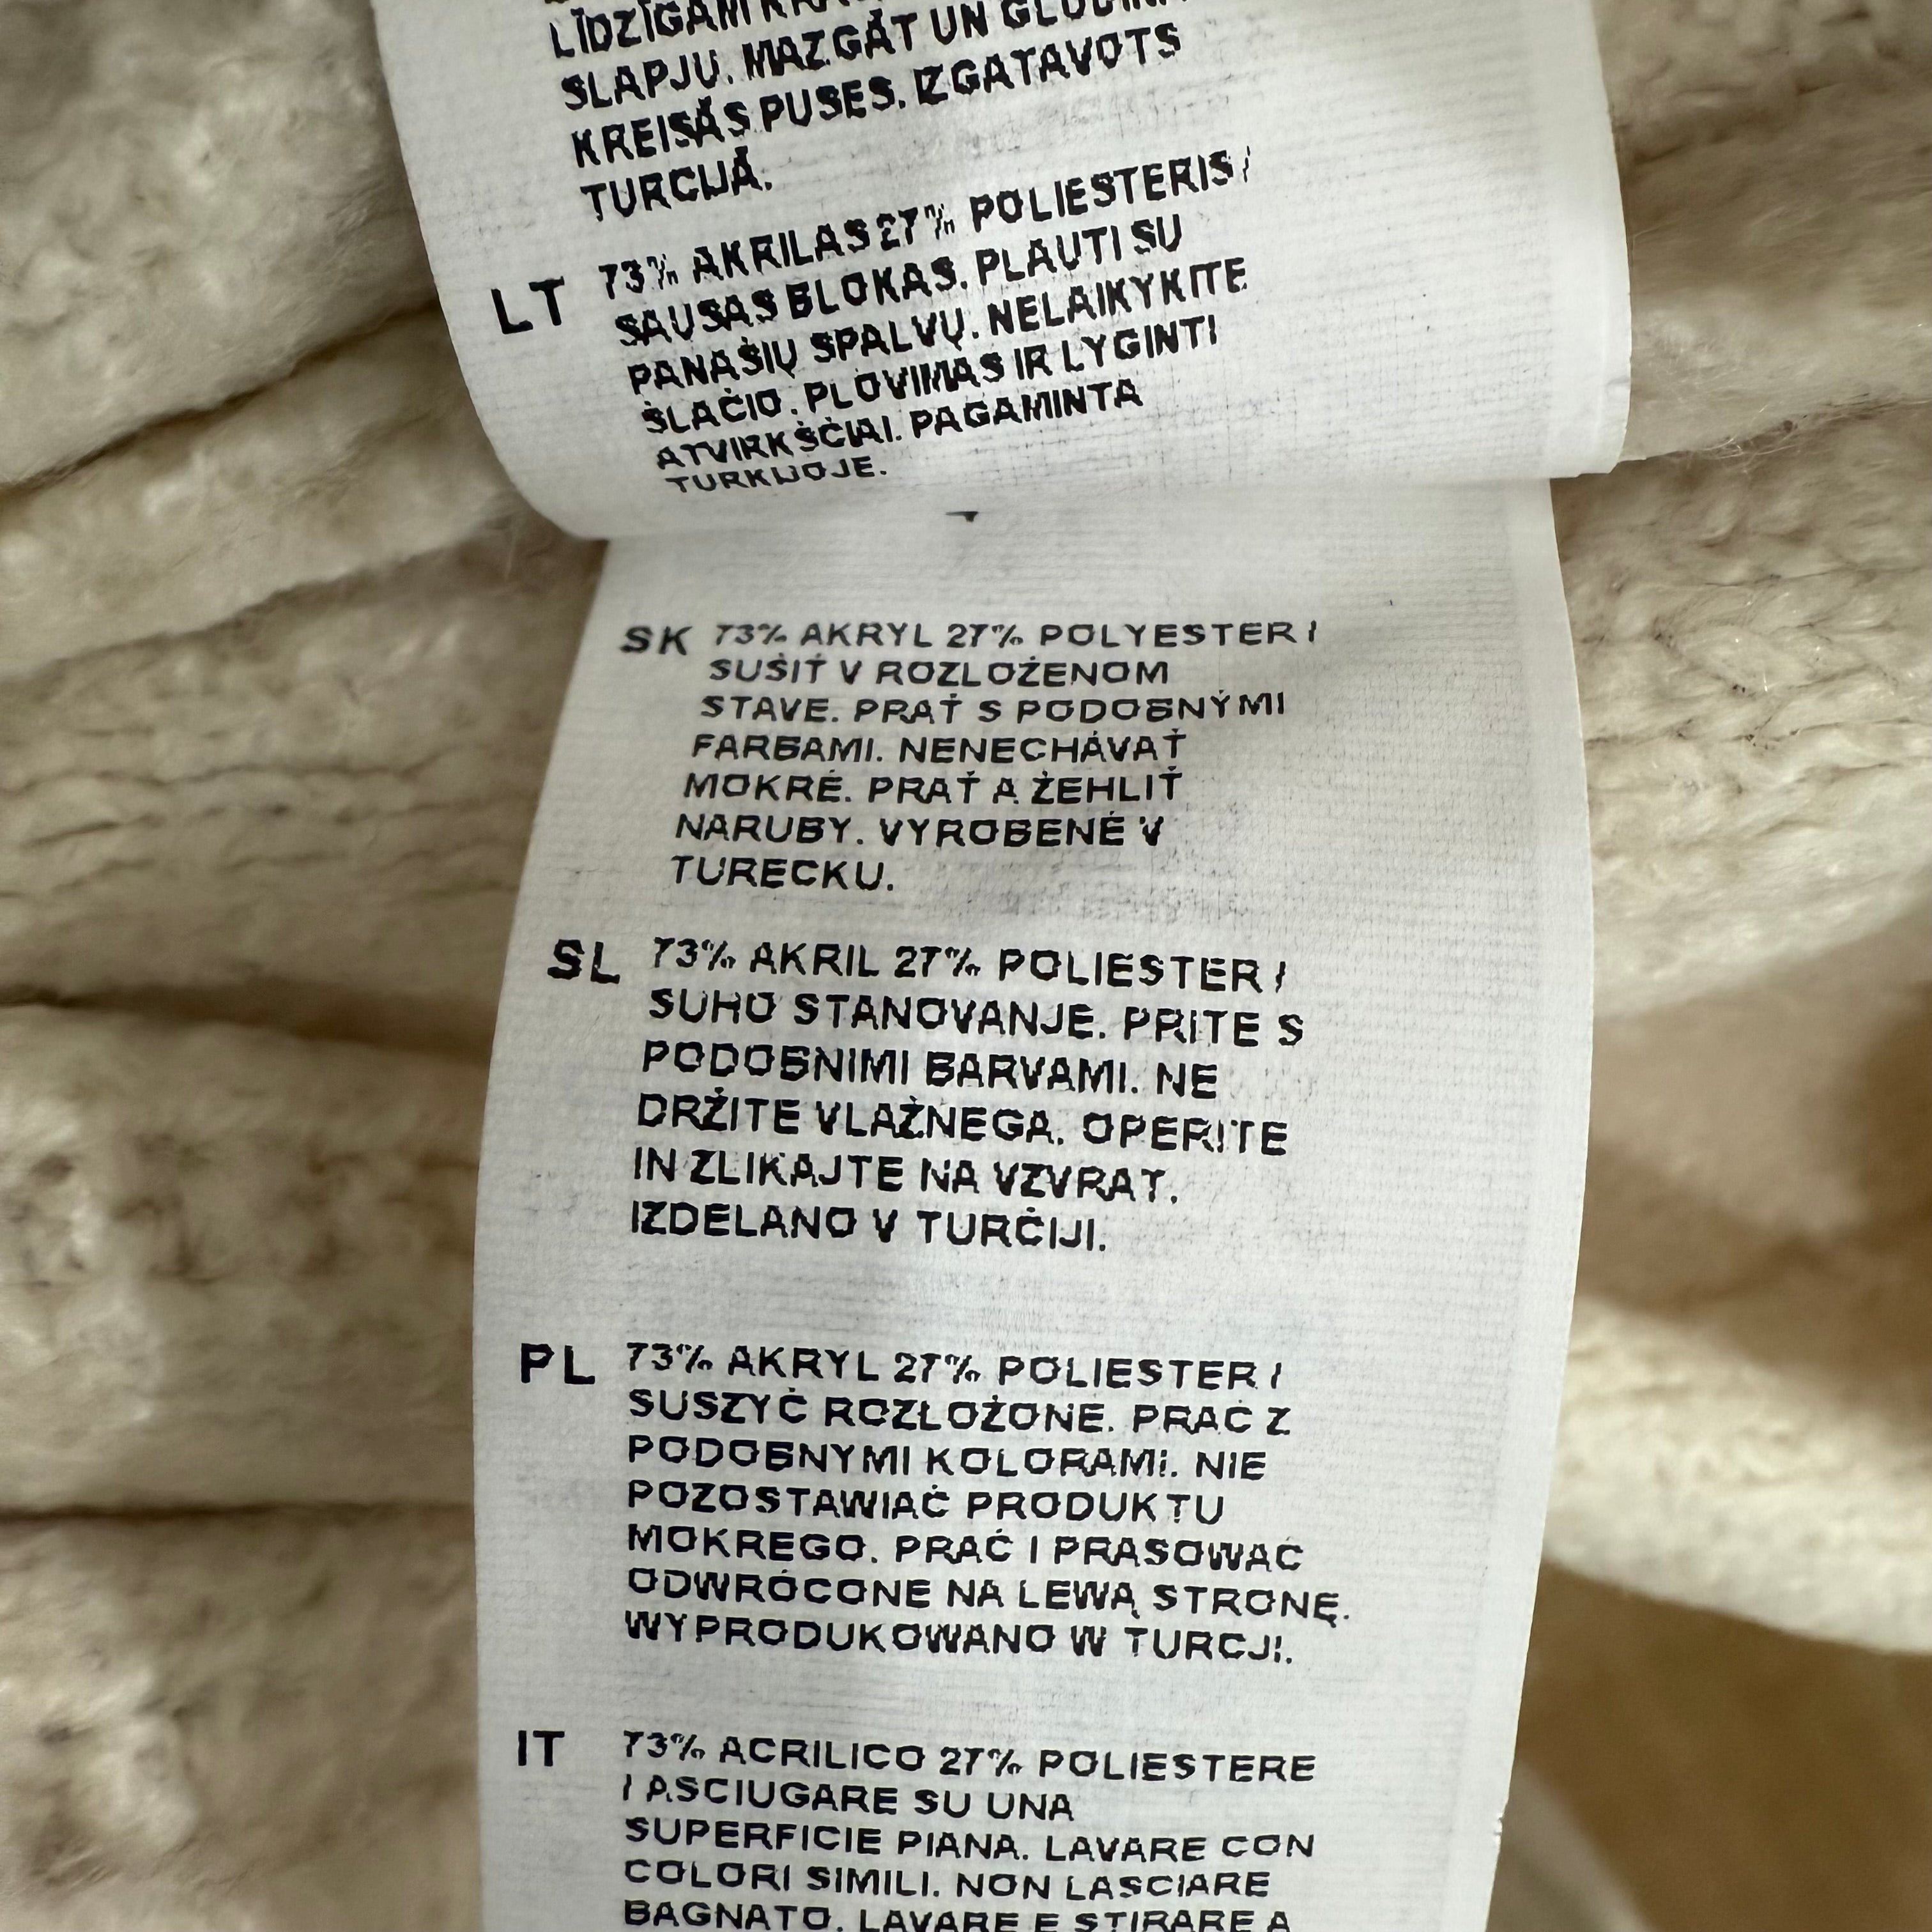 LĪDZĪGĀM
SLAPJU. MAZGĀT UN
KREISĀS PUSES. IZGATAVOTS
TURCIJĀ.
LT 73% AKRILAS 27% POLIESTERIS /
SAUSAS BLOKAS. PLAUTI SU
PANAŠIŲ SPALVŲ. NELAIKYKITE
ŠLAČIO. PLOVIMAS IR LYGINTI
ATVIRKŠČIAI. PAGAMINTA
TURKIJOJE.
SK 73% AKRYL 27% POLYESTER /
SUŠIŤ V ROZLOŽENOM
STAVE. PRAŤ S PODOBNÝMI
FARBAMI. NENECHÁVAŤ
MOKRÉ. PRAŤ A ŽEHLIŤ
NARUBY. VYROBENÉ V
TURECKU.
SL 73% AKRIL 27% POLIESTER /
SUHO STANOVANJE. PRITE S
PODOBNIMI BARVAMI. NE
DRŽITE VLAŽNEGA. OPERITE
IN ZLIKAJTE NA VZVRAT.
IZDELANO V TURČIJI.
PL 73% AKRYL 27% POLIESTER /
SUSZYĆ ROZŁOŻONE. PRAĆ Z
PODOBNYMI KOLORAMI. NIE
POZOSTAWIAĆ PRODUKTU
MOKREGO. PRAĆ I PRASOWAĆ
ODWRÓCONE NA LEWĄ STRONĘ.
WYPRODUKOWANO W TURCJI.
IT 73% ACRILICO 27% POLIESTERE
/ ASCIUGARE SU UNA
SUPERFICIE PIANA. LAVARE CON
COLORI SIMILI. NON LASCIARE
BAGNATO. LAVARE E STIRARE A